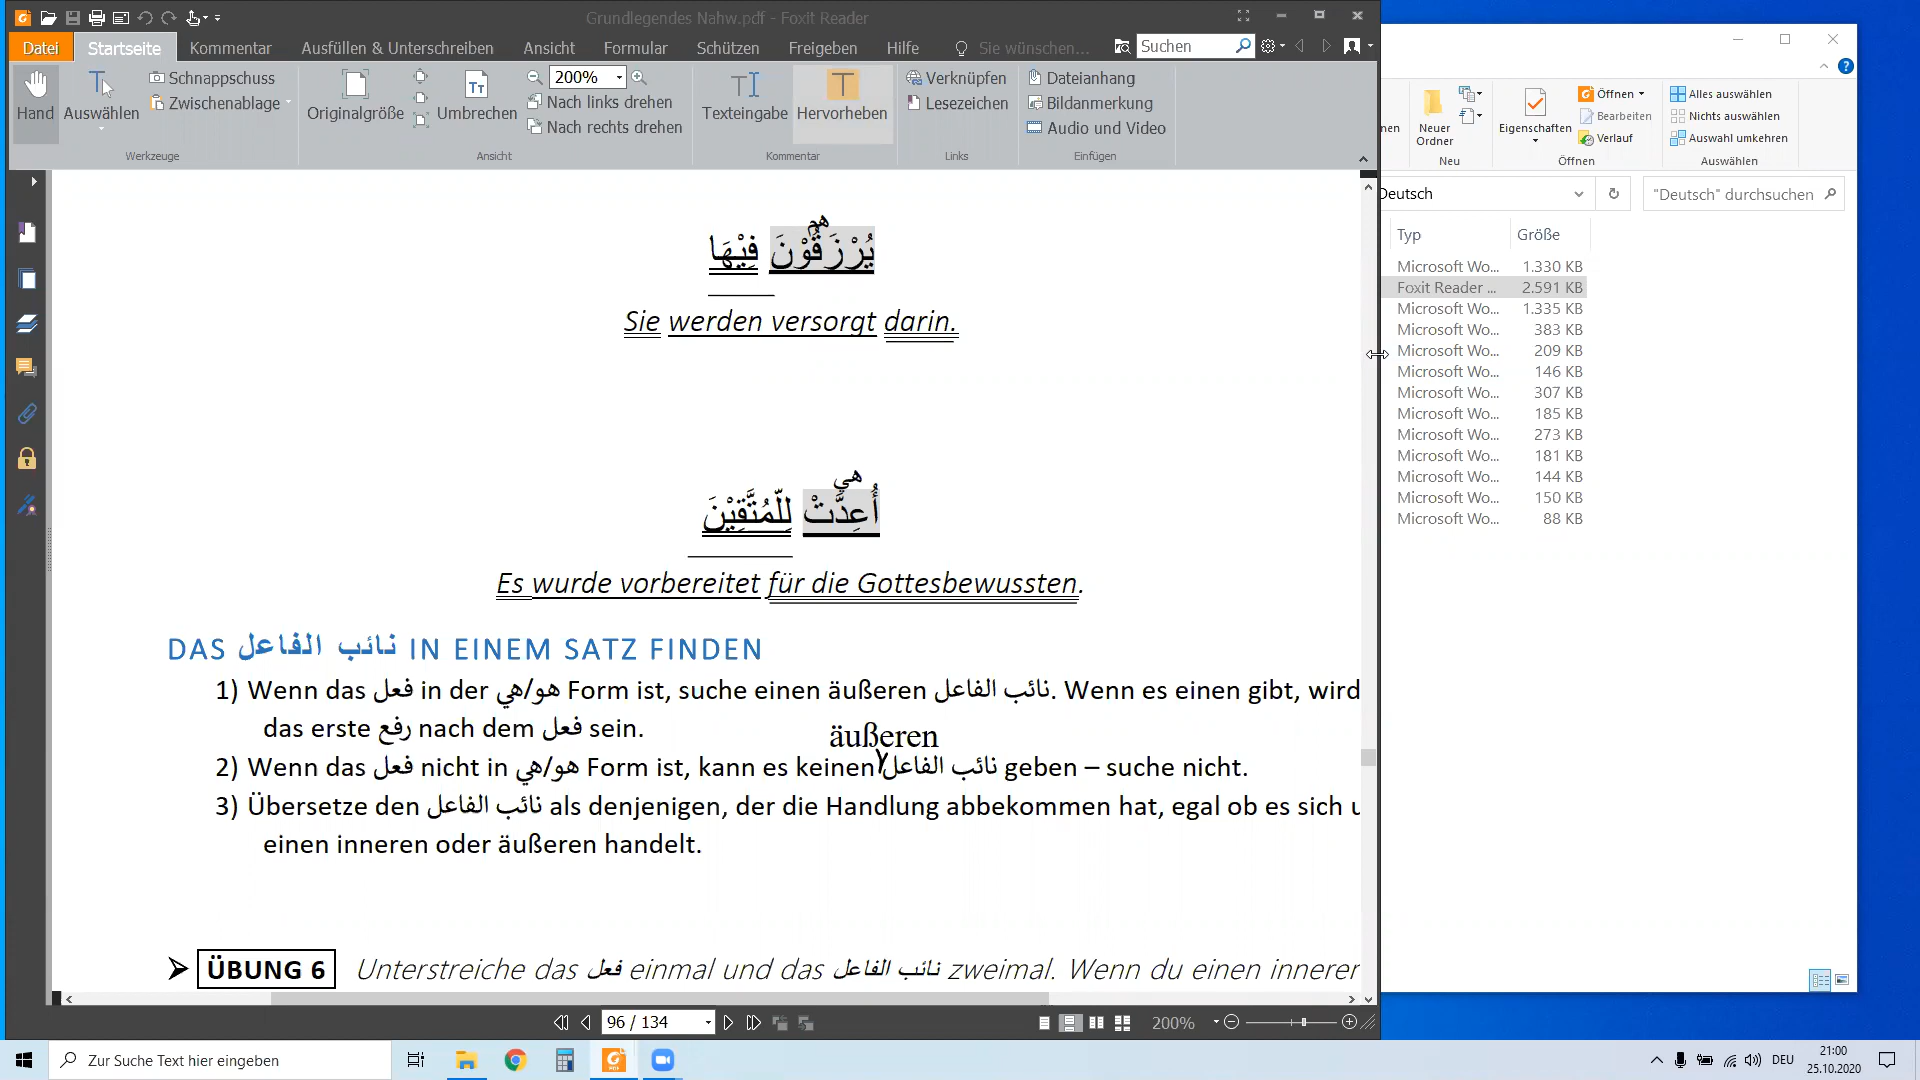 Grundlegendes Nahw.pdf - Foxit Reader
Datei Startseite Kommentar Ausfüllen & Unterschreiben Ansicht Formular Schützen Freigeben Hilfe Sie wünschen... Suchen
Hand Auswählen Schnappschuss Zwischenablage Originalgröße Umbrechen 200% Nach links drehen Nach rechts drehen Texteingabe Hervorheben Verknüpfen Lesezeichen Dateianhang Bildanmerkung Audio und Video
Werkzeuge Ansicht Kommentar Links Einfügen
هم
يُرْزَقُوْنَ فِيْهَا
Sie werden versorgt darin.
هي
أُعِدَّتْ لِلْمُتَّقِيْنَ
Es wurde vorbereitet für die Gottesbewussten.
DAS نائب الفاعل IN EINEM SATZ FINDEN
1) Wenn das فعل in der هو/هي Form ist, suche einen äußeren نائب الفاعل. Wenn es einen gibt, wird
das erste رفع nach dem فعل sein.
äußeren
2) Wenn das فعل nicht in هو/هي Form ist, kann es keinen نائب الفاعل geben – suche nicht.
3) Übersetze den نائب الفاعل als denjenigen, der die Handlung abbekommen hat, egal ob es sich u
einen inneren oder äußeren handelt.
ÜBUNG 6 Unterstreiche das فعل einmal und das نائب الفاعل zweimal. Wenn du einen innerer
96 / 134 200%
nen Neuer Ordner Eigenschaften Öffnen Bearbeiten Verlauf Alles auswählen Nichts auswählen Auswahl umkehren
Neu Öffnen Auswählen
Deutsch "Deutsch" durchsuchen
Typ Größe
Microsoft Wo... 1.330 KB
Foxit Reader ... 2.591 KB
Microsoft Wo... 1.335 KB
Microsoft Wo... 383 KB
Microsoft Wo... 209 KB
Microsoft Wo... 146 KB
Microsoft Wo... 307 KB
Microsoft Wo... 185 KB
Microsoft Wo... 273 KB
Microsoft Wo... 181 KB
Microsoft Wo... 144 KB
Microsoft Wo... 150 KB
Microsoft Wo... 88 KB
Zur Suche Text hier eingeben
DEU
21:00
25.10.2020